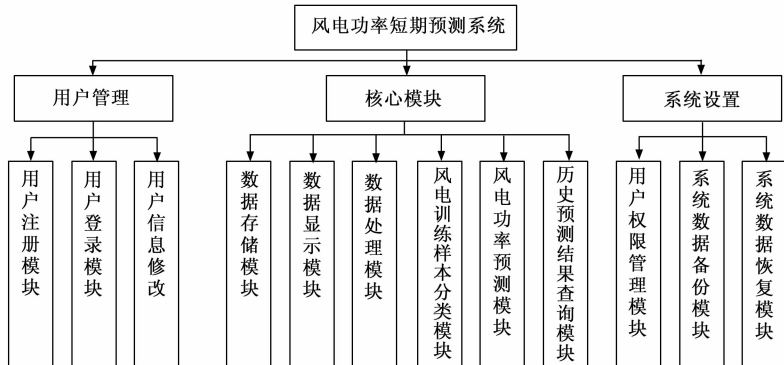 风电功率短期预测系统
用户管理
核心模块
系统设置
用户注册模块
用户登录模块
用户信息修改
数据存储模块
数据显示模块
数据处理模块
风电训练样本分类模块
风电功率预测模块
历史预测结果查询模块
用户权限管理模块
系统数据备份模块
系统数据恢复模块